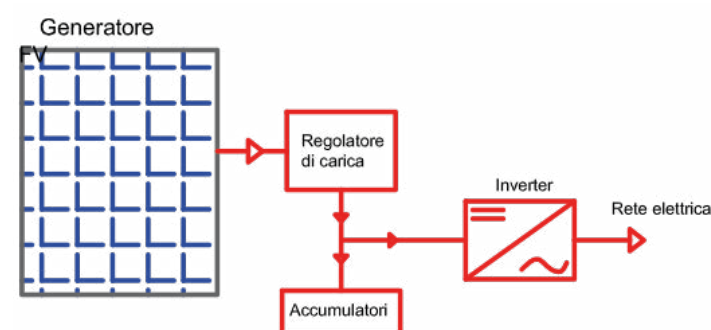 Generatore
FV
Regolatore
di carica
Inverter
Rete elettrica
Accumulatori